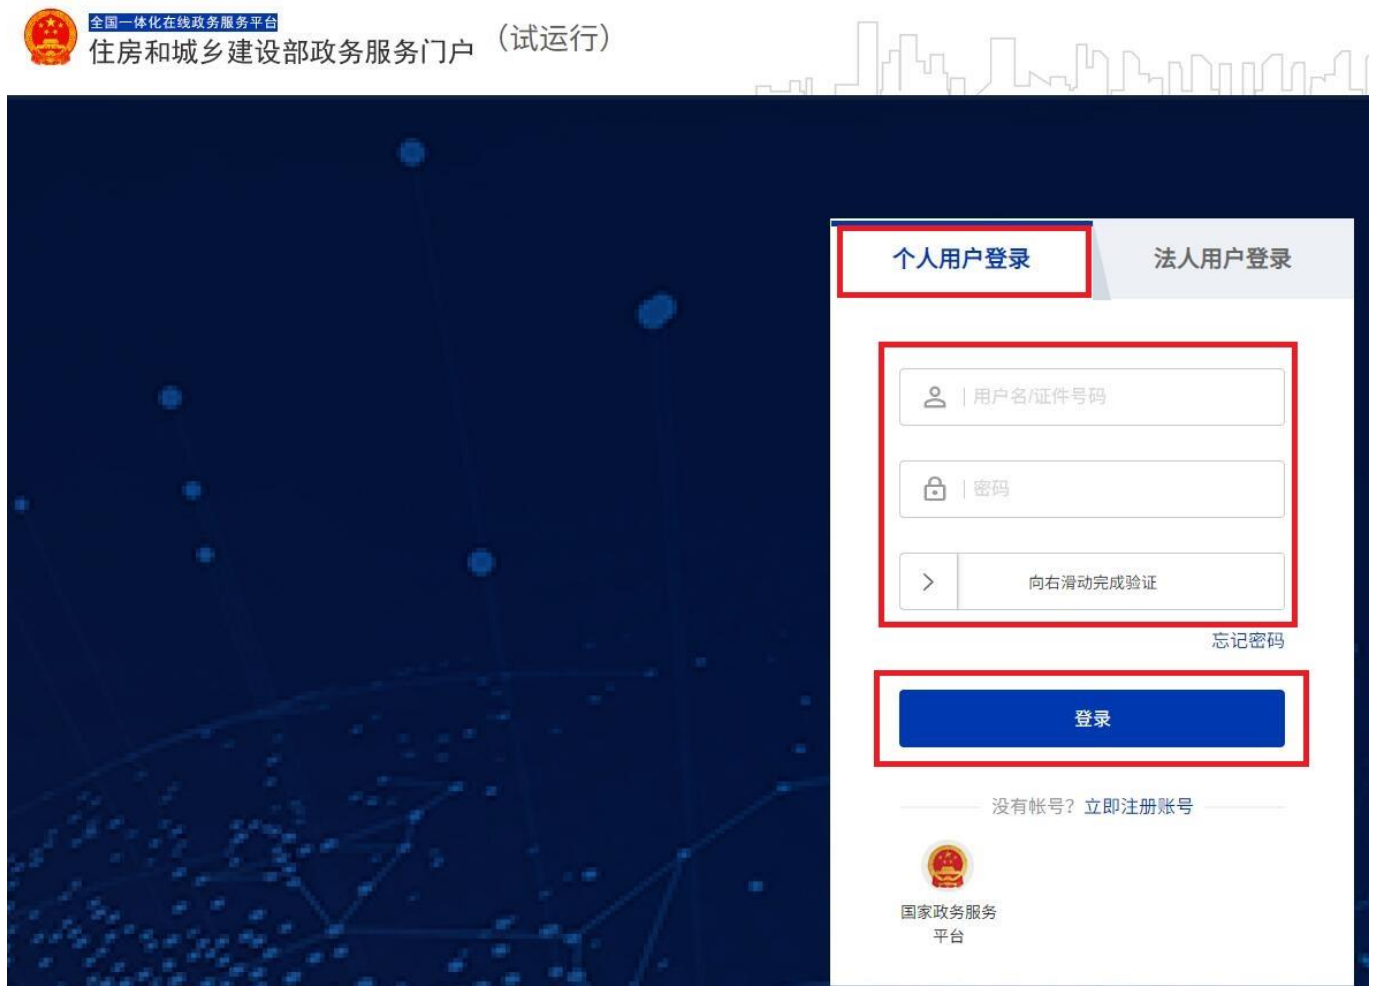 全国一体化在线政务服务平台
住房和城乡建设部政务服务门户 （试运行）
个人用户登录 法人用户登录
用户名/证件号码
密码
向右滑动完成验证
忘记密码
登录
没有帐号？立即注册账号
国家政务服务
平台